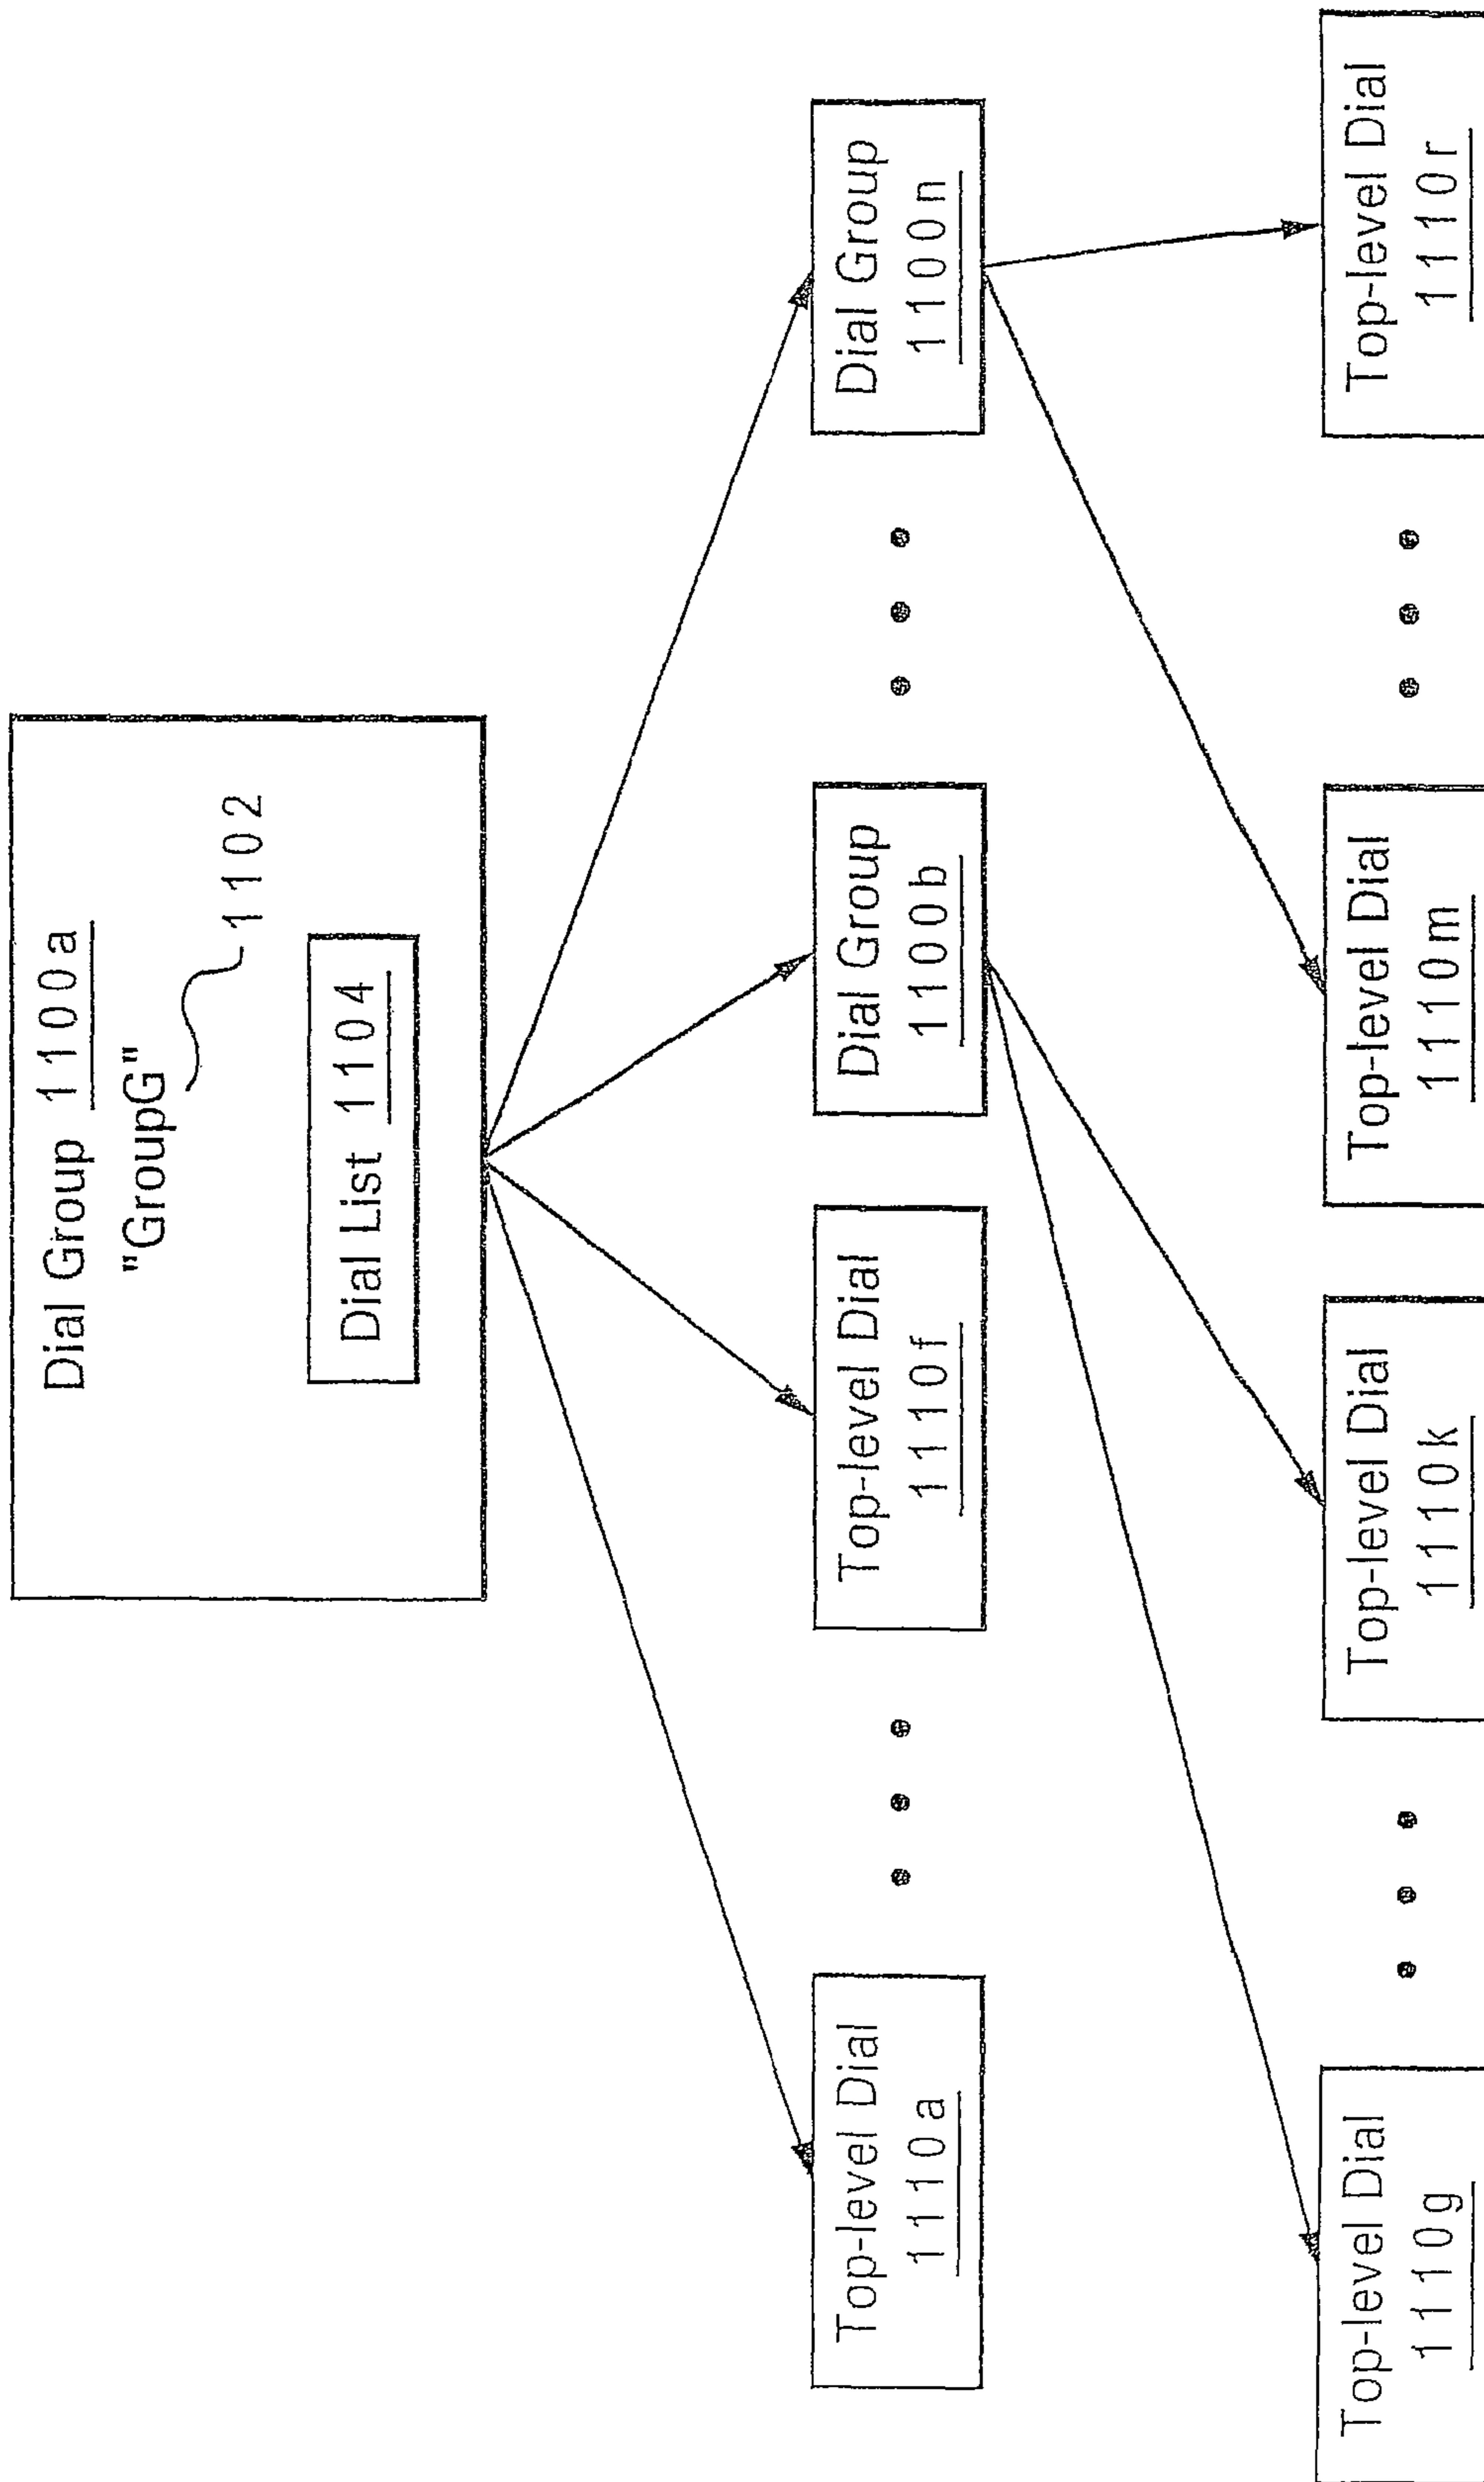 Dial Group 1100a
"GroupG"
1102
Dial List 1104
Top-level Dial
1110a
Top-level Dial
1110f
Dial Group
1100b
Dial Group
1100n
Top-level Dial
1110g
Top-level Dial
1110k
Top-level Dial
1110m
Top-level Dial
1110r